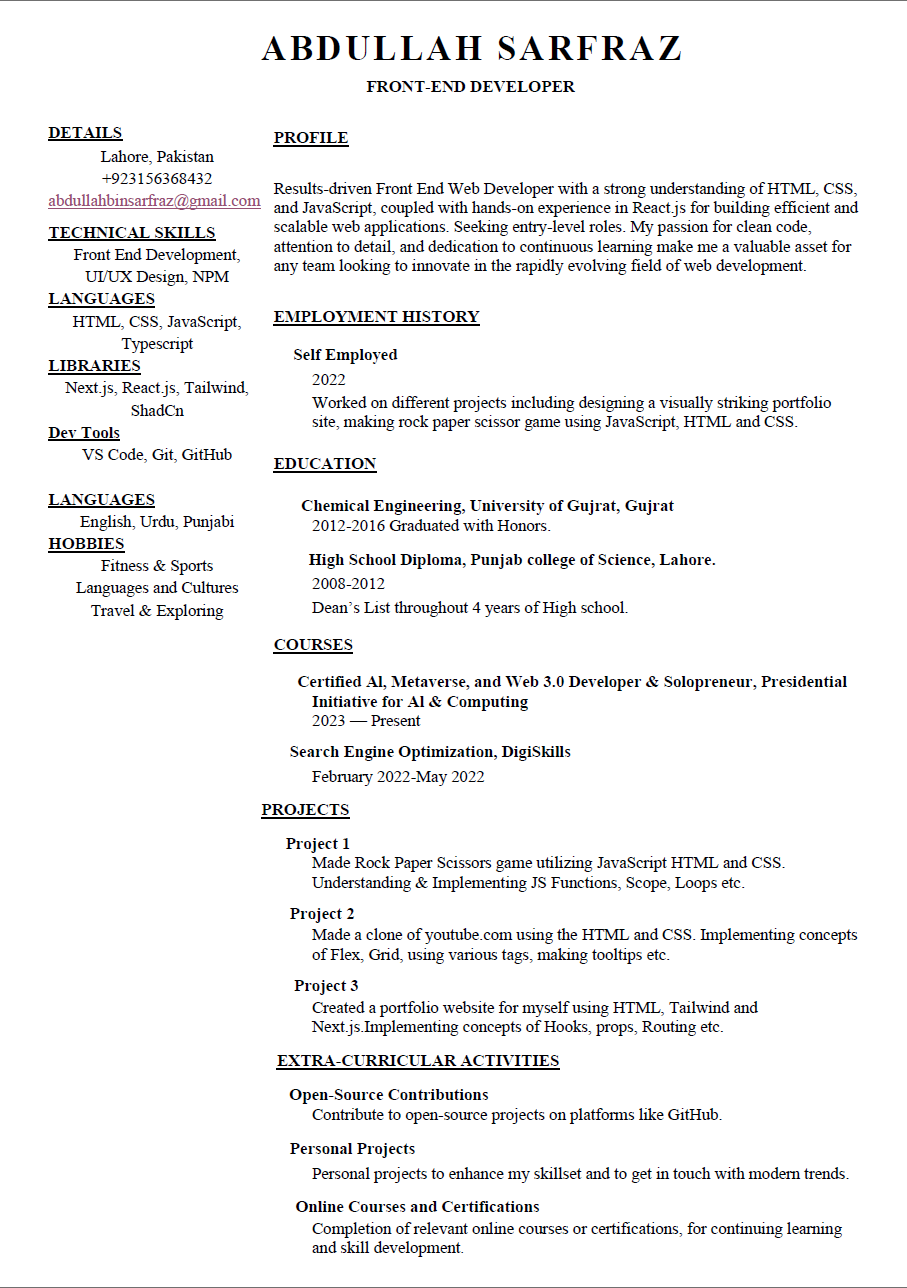 ABDULLAH SARFRAZ
FRONT-END DEVELOPER
DETAILS
Lahore, Pakistan
+923156368432
abdullahbinsarfraz@gmail.com
TECHNICAL SKILLS
Front End Development,
UI/UX Design, NPM
LANGUAGES
HTML, CSS, JavaScript,
Typescript
LIBRARIES
Next.js, React.js, Tailwind,
ShadCn
Dev Tools
VS Code, Git, GitHub
LANGUAGES
English, Urdu, Punjabi
HOBBIES
Fitness & Sports
Languages and Cultures
Travel & Exploring
PROFILE
Results-driven Front End Web Developer with a strong understanding of HTML, CSS,
and JavaScript, coupled with hands-on experience in React.js for building efficient and
scalable web applications. Seeking entry-level roles. My passion for clean code,
attention to detail, and dedication to continuous learning make me a valuable asset for
any team looking to innovate in the rapidly evolving field of web development.
EMPLOYMENT HISTORY
Self Employed
2022
Worked on different projects including designing a visually striking portfolio
site, making rock paper scissor game using JavaScript, HTML and CSS.
EDUCATION
Chemical Engineering, University of Gujrat, Gujrat
2012-2016 Graduated with Honors.
High School Diploma, Punjab college of Science, Lahore.
2008-2012
Dean’s List throughout 4 years of High school.
COURSES
Certified Al, Metaverse, and Web 3.0 Developer & Solopreneur, Presidential
Initiative for Al & Computing
2023 — Present
Search Engine Optimization, DigiSkills
February 2022-May 2022
PROJECTS
Project 1
Made Rock Paper Scissors game utilizing JavaScript HTML and CSS.
Understanding & Implementing JS Functions, Scope, Loops etc.
Project 2
Made a clone of youtube.com using the HTML and CSS. Implementing concepts
of Flex, Grid, using various tags, making tooltips etc.
Project 3
Created a portfolio website for myself using HTML, Tailwind and
Next.js.Implementing concepts of Hooks, props, Routing etc.
EXTRA-CURRICULAR ACTIVITIES
Open-Source Contributions
Contribute to open-source projects on platforms like GitHub.
Personal Projects
Personal projects to enhance my skillset and to get in touch with modern trends.
Online Courses and Certifications
Completion of relevant online courses or certifications, for continuing learning
and skill development.